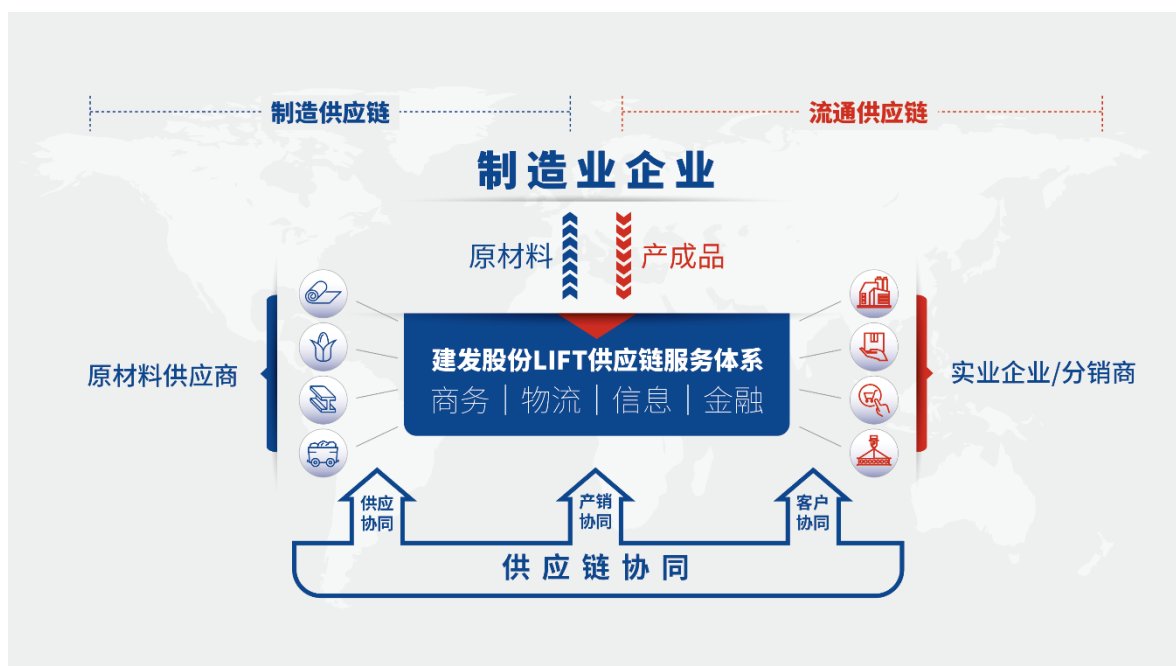 制造供应链
流通供应链
制造业企业
原材料
产成品
建发股份LIFT供应链服务体系
商务｜物流｜信息｜金融
原材料供应商
实业企业/分销商
供应
协同
产销
协同
客户
协同
供应链协同